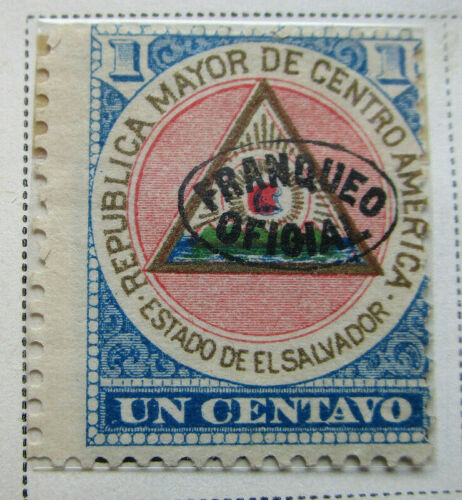 1 1
REPUBLICA MAYOR DE CENTRO AMERICA
FRANQUEO
OFICIAL
· ESTADO DE EL SALVADOR ·
UN CENTAVO